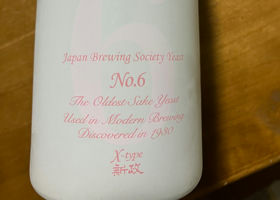 Japan Brewing Society Yeast
No.6
The Oldest Sake Yeast
Used in Modern Brewing
Discovered in 1930
X-type
新政